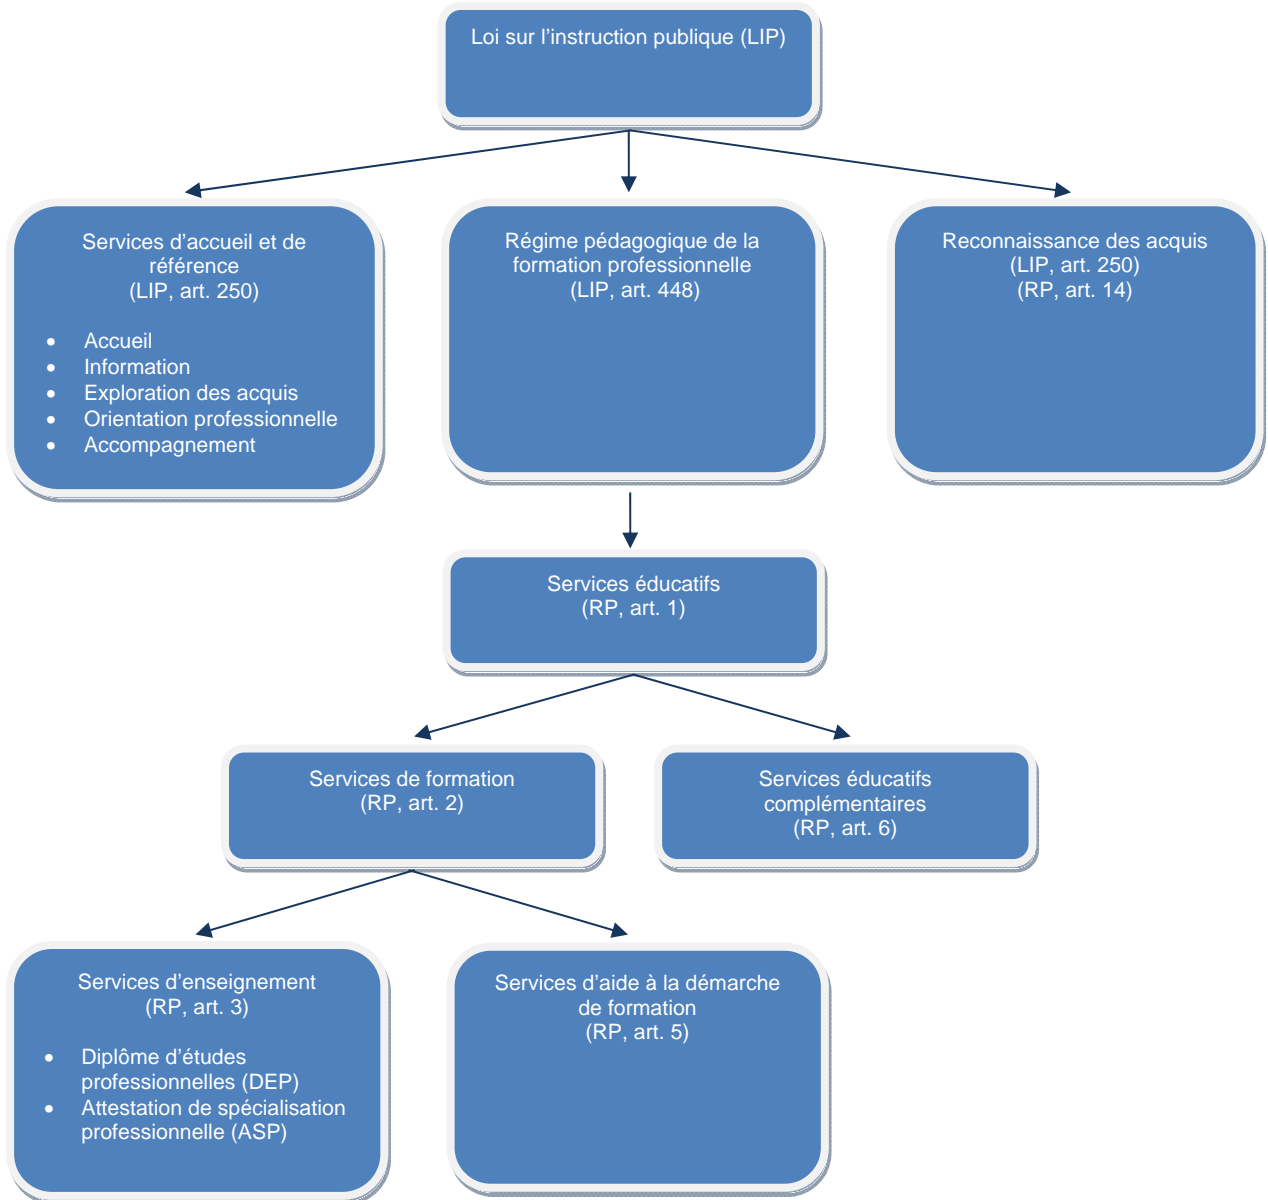 Loi sur l’instruction publique (LIP)
Services d’accueil et de
référence
(LIP, art. 250)
• Accueil
• Information
• Exploration des acquis
• Orientation professionnelle
• Accompagnement
Régime pédagogique de la
formation professionnelle
(LIP, art. 448)
Reconnaissance des acquis
(LIP, art. 250)
(RP, art. 14)
Services éducatifs
(RP, art. 1)
Services de formation
(RP, art. 2)
Services éducatifs
complémentaires
(RP, art. 6)
Services d’enseignement
(RP, art. 3)
• Diplôme d’études
professionnelles (DEP)
• Attestation de spécialisation
professionnelle (ASP)
Services d’aide à la démarche
de formation
(RP, art. 5)